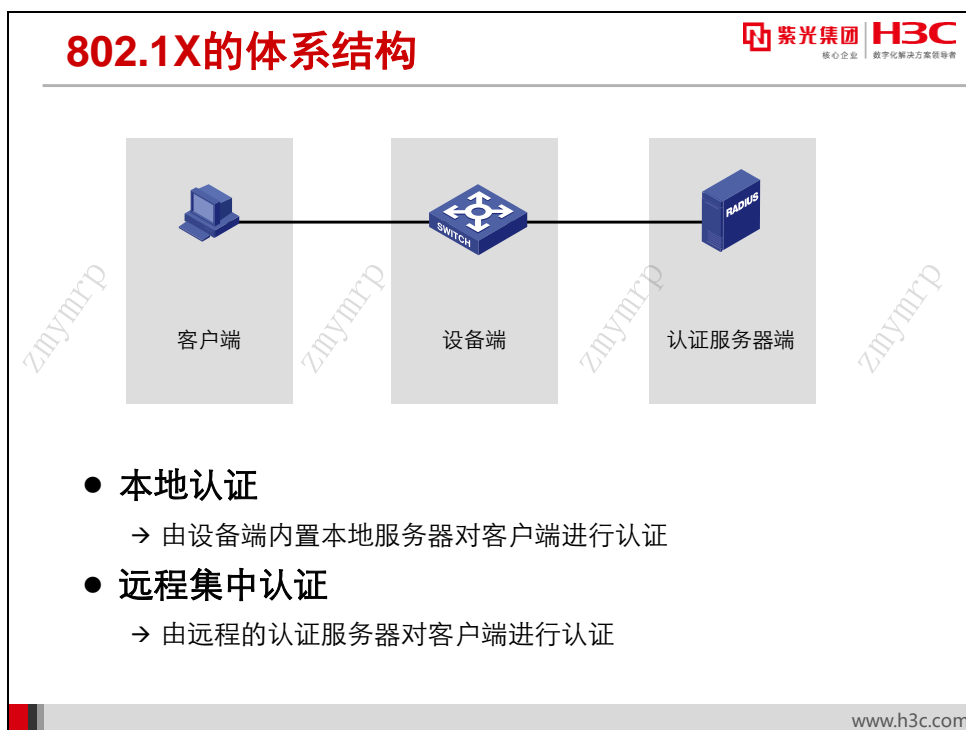 802.1X的体系结构
紫光集团
核心企业
H3C
数字化解决方案领导者
SWITCH
RADIUS
zmymrp
zmymrp
zmymrp
zmymrp
客户端
设备端
认证服务器端
● 本地认证
→ 由设备端内置本地服务器对客户端进行认证
● 远程集中认证
→ 由远程的认证服务器对客户端进行认证
www.h3c.com